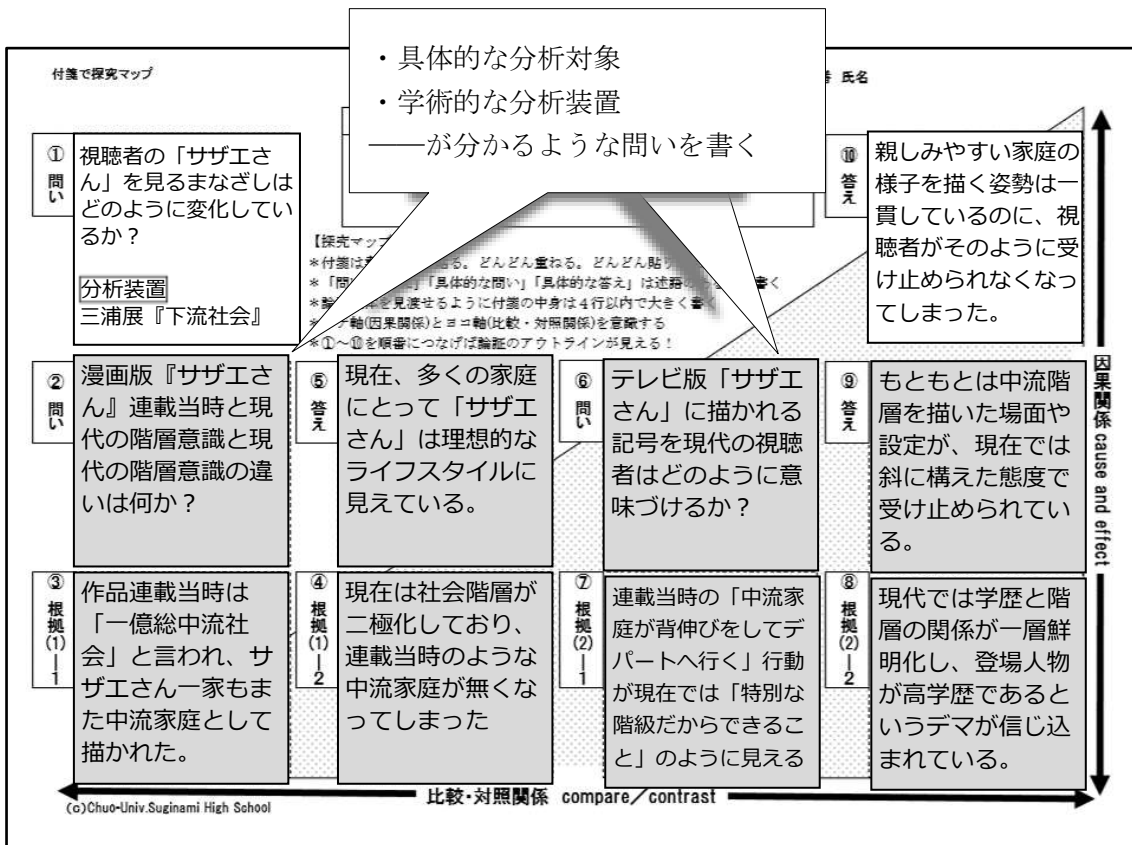 ・具体的な分析対象
・学術的な分析装置
――が分かるような問いを書く
付箋で探究マップ
番 氏名
①
問い
視聴者の「サザエさ
ん」を見るまなざしは
どのように変化してい
るか？
分析装置
三浦展『下流社会』
⑩
答え
親しみやすい家庭の
様子を描く姿勢は一
貫しているのに、視
聴者がそのように受
け止められなくなっ
てしまった。
【探究マップ
＊付箋は
る。どんどん重ねる。どんどん貼り
＊「問い
「具体的な問い」「具体的な答え」は述語
書く
を見渡せるように付箋の中身は４行以内で大きく書く
テ軸(因果関係)とヨコ軸(比較・対照関係)を意識する
＊①～⑩を順番につなげば論証のアウトラインが見える！
②
問い
漫画版『サザエさ
ん』連載当時と現
代の階層意識と現
代の階層意識の違
いは何か？
⑤
答え
現在、多くの家庭
にとって「サザエ
さん」は理想的な
ライフスタイルに
見えている。
⑥
問い
テレビ版「サザエ
さん」に描かれる
記号を現代の視聴
者はどのように意
味づけるか？
⑨
答え
もともとは中流階
層を描いた場面や
設定が、現在では
斜に構えた態度で
受け止められてい
る。
③
根拠(1)―1
作品連載当時は
「一億総中流社
会」と言われ、サ
ザエさん一家もま
た中流家庭として
描かれた。
④
根拠(1)―2
現在は社会階層が
二極化しており、
連載当時のような
中流家庭が無くな
ってしまった
⑦
根拠(2)―1
連載当時の「中流家
庭が背伸びをしてデ
パートへ行く」行動
が現在では「特別な
階級だからできるこ
と」のように見える
⑧
根拠(2)―2
現代では学歴と階
層の関係が一層鮮
明化し、登場人物
が高学歴であると
いうデマが信じ込
まれている。
因果関係 cause and effect
比較・対照関係 compare／contrast
(c)Chuo-Univ.Suginami High School